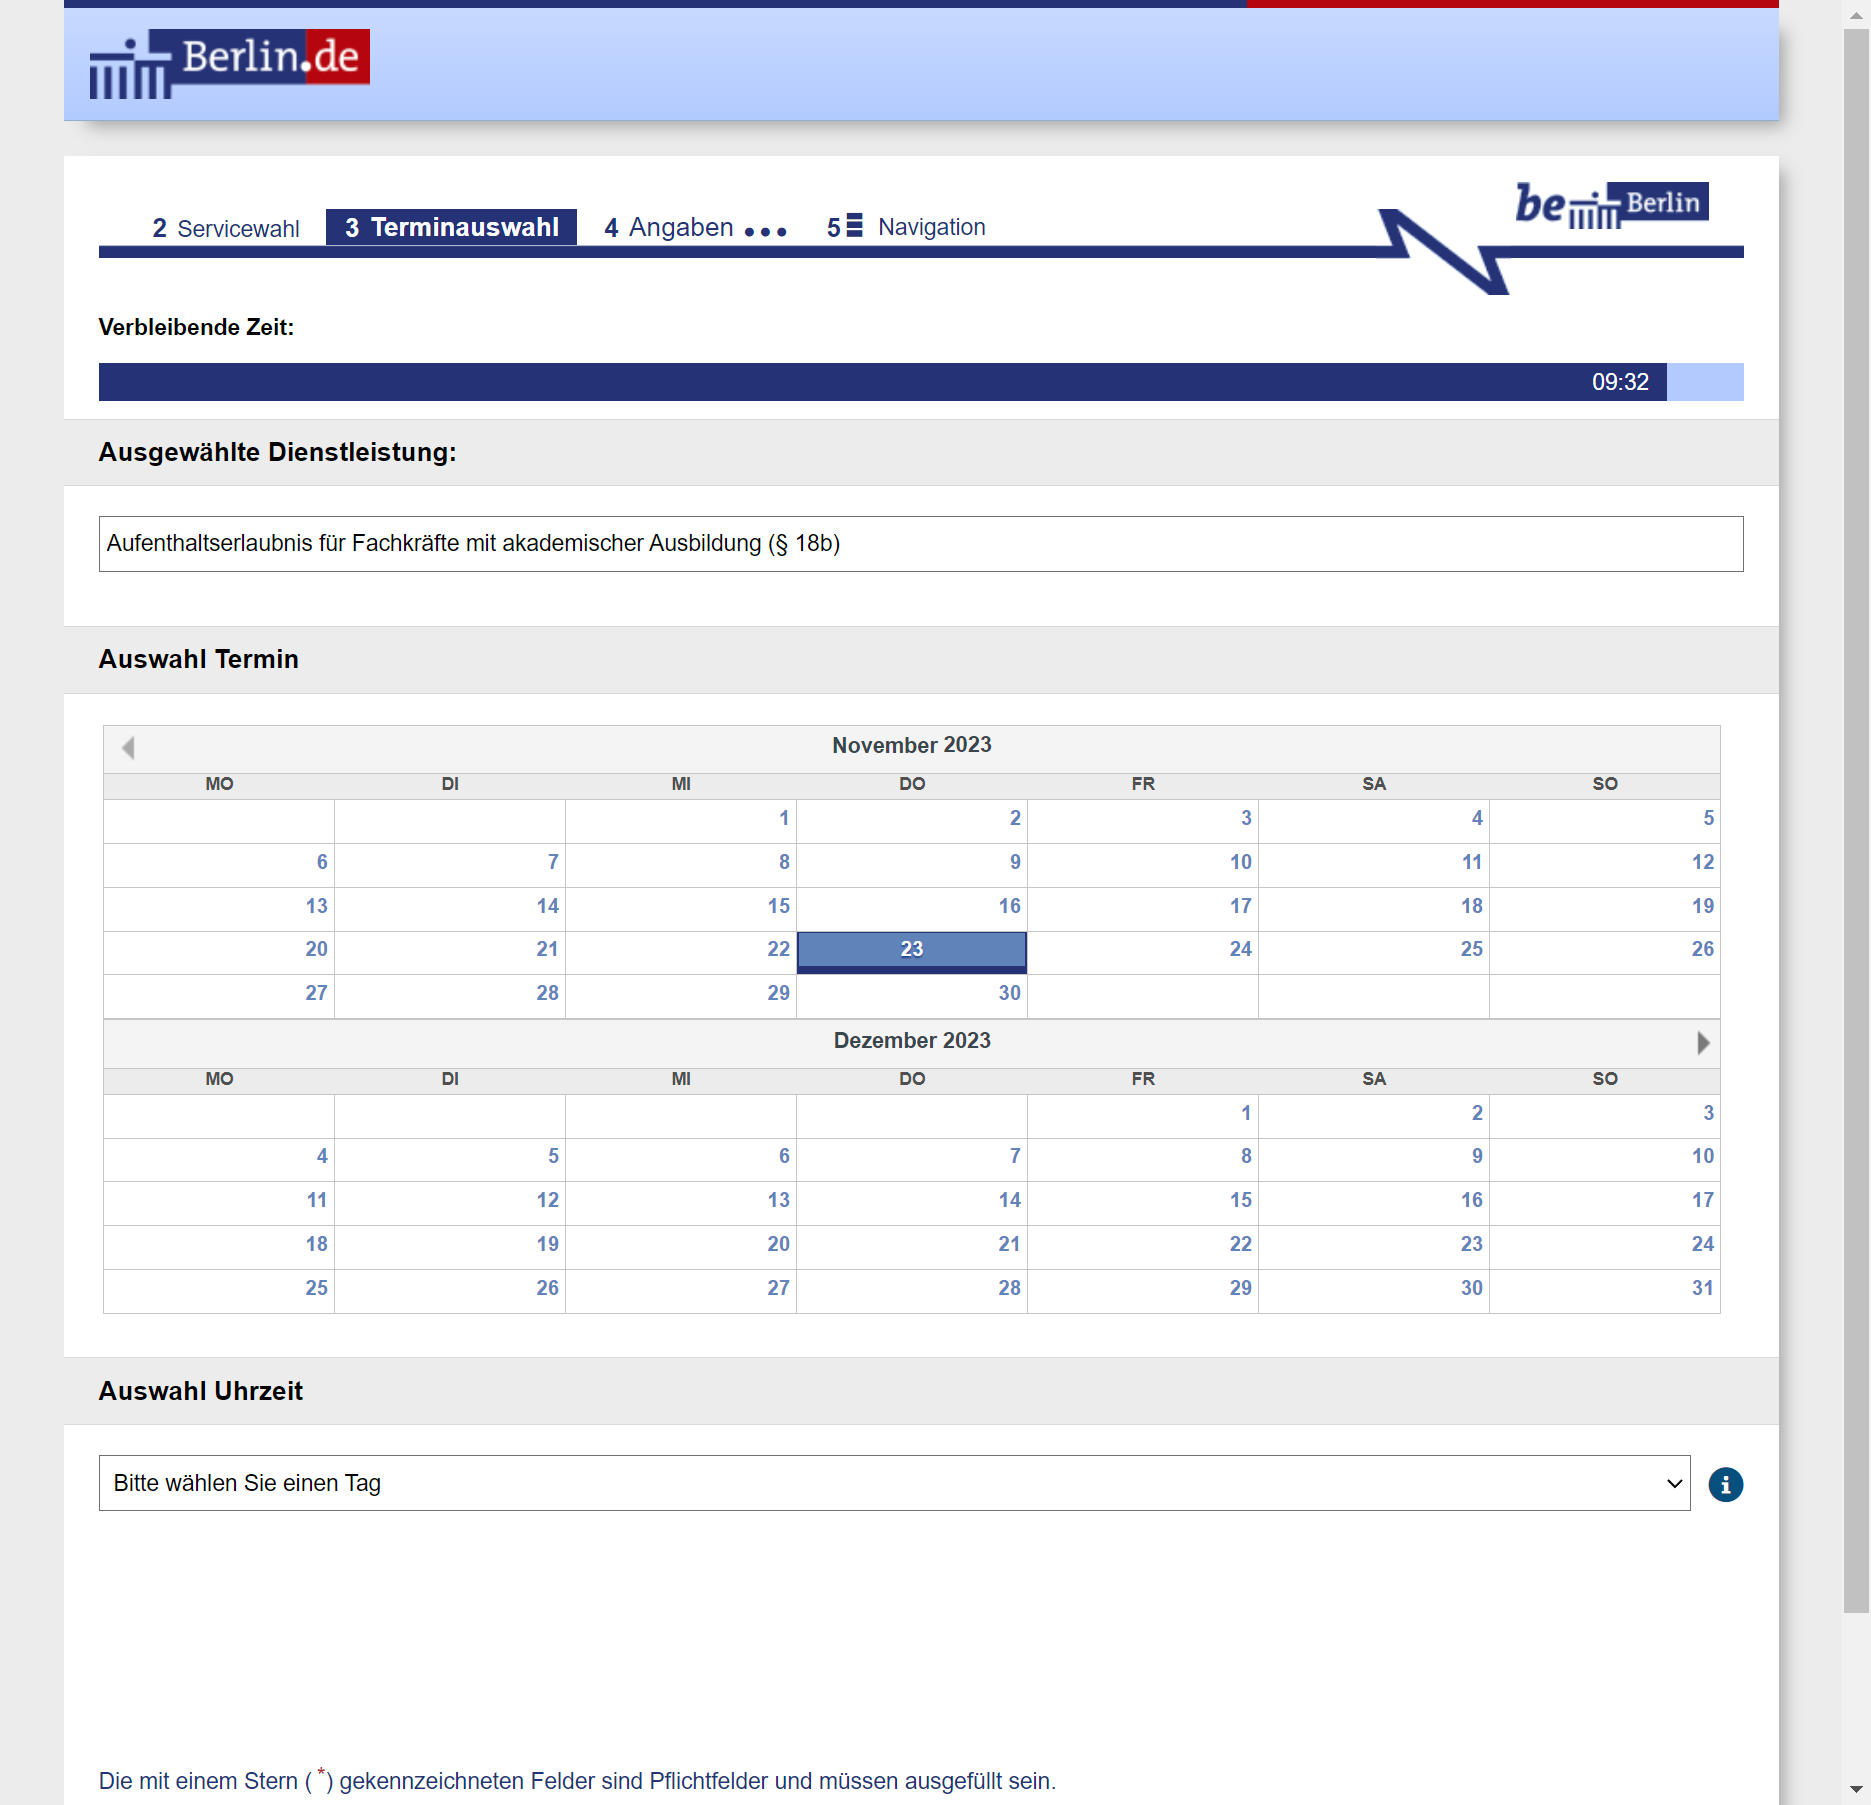 Berlin.de
be Berlin
2 Servicewahl 3 Terminauswahl 4 Angaben ••• 5 Navigation
Verbleibende Zeit:
09:32
Ausgewählte Dienstleistung:
Aufenthaltserlaubnis für Fachkräfte mit akademischer Ausbildung (§ 18b)
Auswahl Termin
November 2023
MO DI MI DO FR SA SO
1 2 3 4 5
6 7 8 9 10 11 12
13 14 15 16 17 18 19
20 21 22 23 24 25 26
27 28 29 30
Dezember 2023
MO DI MI DO FR SA SO
1 2 3
4 5 6 7 8 9 10
11 12 13 14 15 16 17
18 19 20 21 22 23 24
25 26 27 28 29 30 31
Auswahl Uhrzeit
Bitte wählen Sie einen Tag
i
Die mit einem Stern ( *) gekennzeichneten Felder sind Pflichtfelder und müssen ausgefüllt sein.